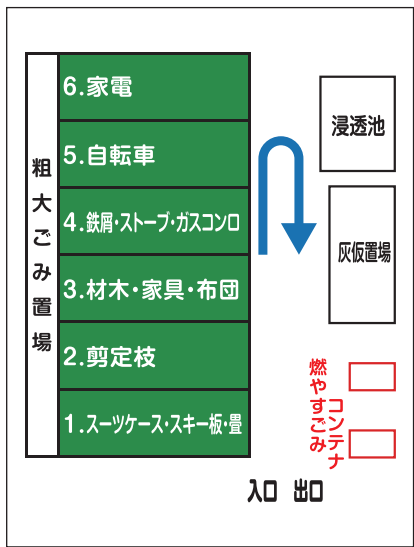 粗大ごみ置場
6.家電
5.自転車
4.鉄屑・ストーブ・ガスコンロ
3.材木・家具・布団
2.剪定枝
1.スーツケース・スキー板・畳
浸透池
灰仮置場
燃やすごみ
コンテナ
入口 出口